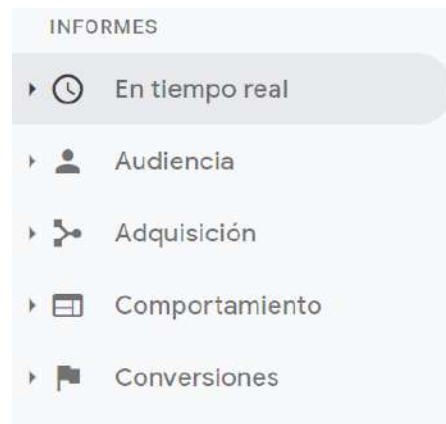 INFORMES
En tiempo real
Audiencia
Adquisición
Comportamiento
Conversiones